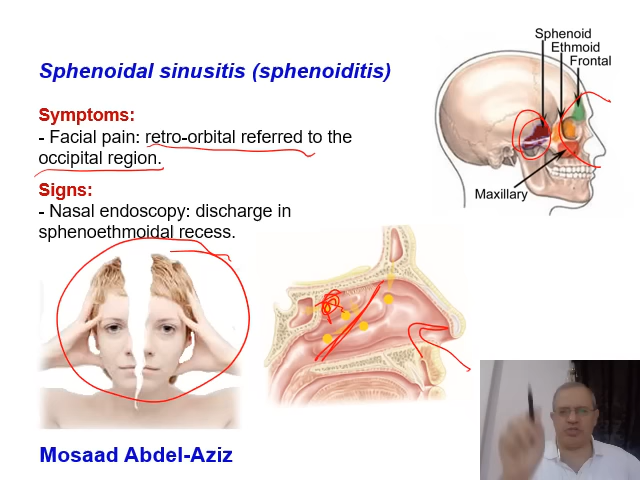 Sphenoidal sinusitis (sphenoiditis)
Symptoms:
- Facial pain: retro-orbital referred to the
occipital region.
Signs:
- Nasal endoscopy: discharge in
sphenoethmoidal recess.
Sphenoid
Ethmoid
Frontal
Maxillary
Mosaad Abdel-Aziz